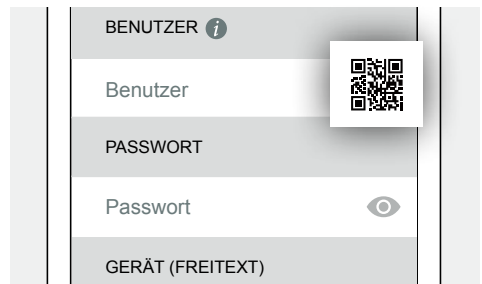 BENUTZER i
Benutzer
PASSWORT
Passwort
GERÄT (FREITEXT)